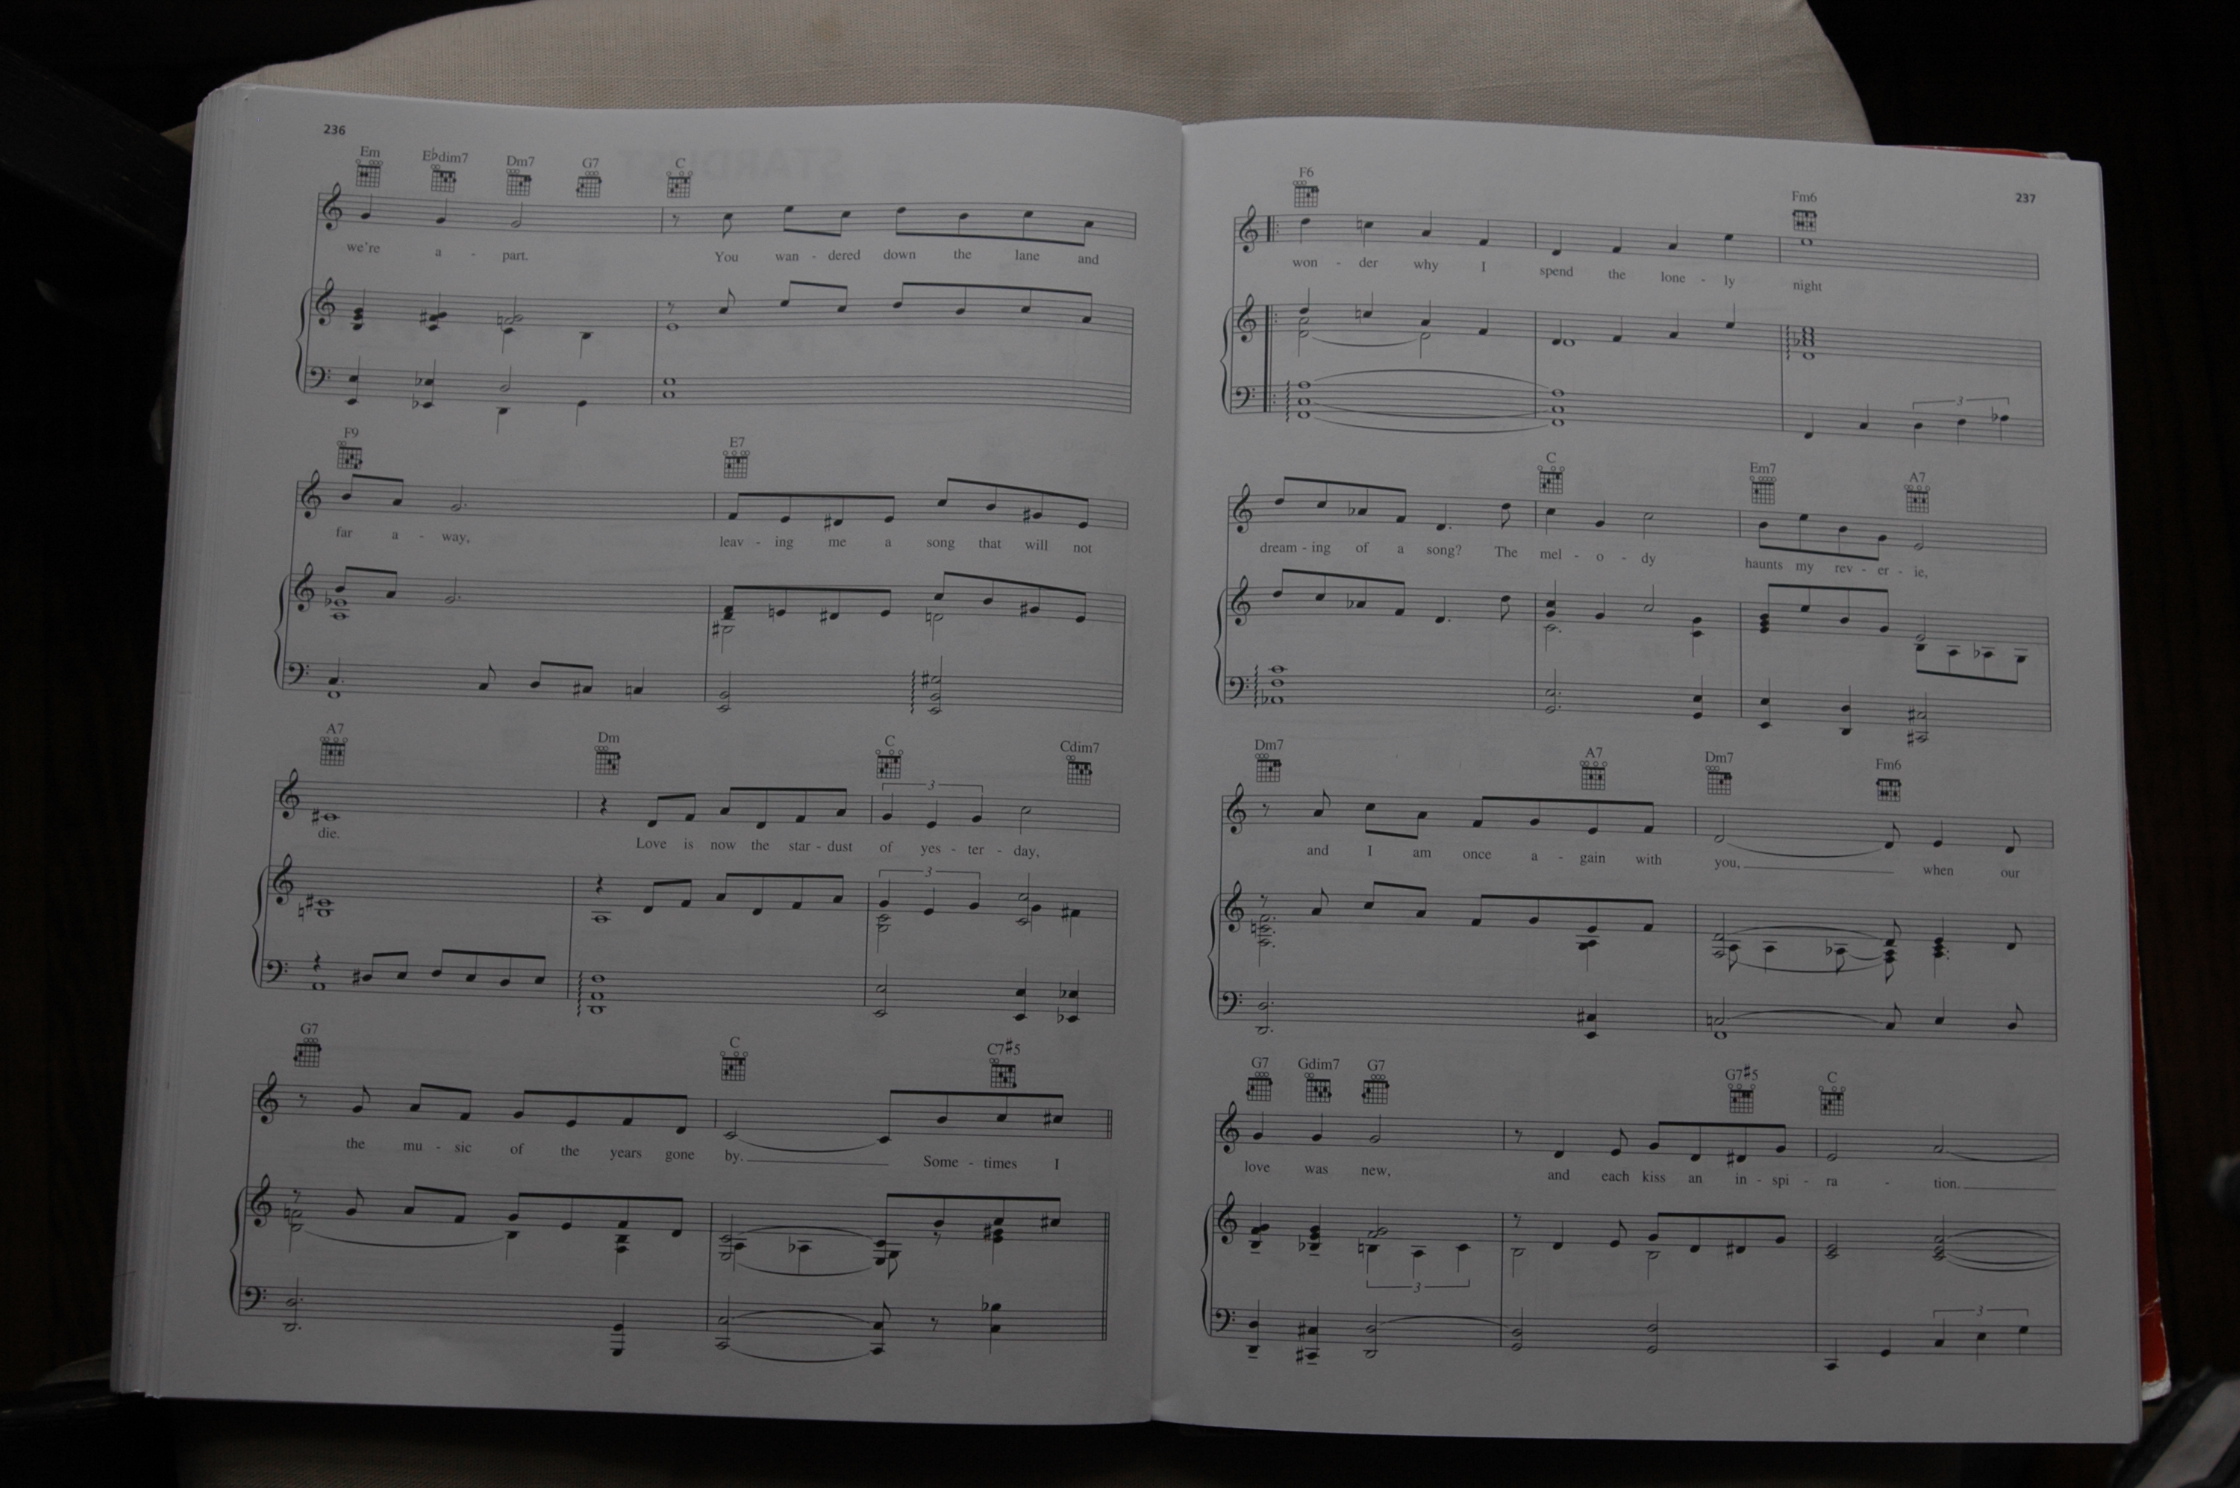 236
Em E♭dim7 Dm7 G7 C
we're a - part. You wan - dered down the lane and
F9 E7
far a - way, leav - ing me a song that will not
A7 Dm C Cdim7
3
die. Love is now the star - dust of yes - ter - day,
3
G7 C C7♯5
the mu - sic of the years gone by. Some - times I
237
F6 Fm6
won - der why I spend the lone - ly night
3
C Em7 A7
dream - ing of a song? The mel - o - dy haunts my rev - er - ie,
Dm7 A7 Dm7 Fm6
and I am once a - gain with you, when our
G7 Gdim7 G7 G7♯5 C
love was new, and each kiss an in - spi - ra - tion.
3 3